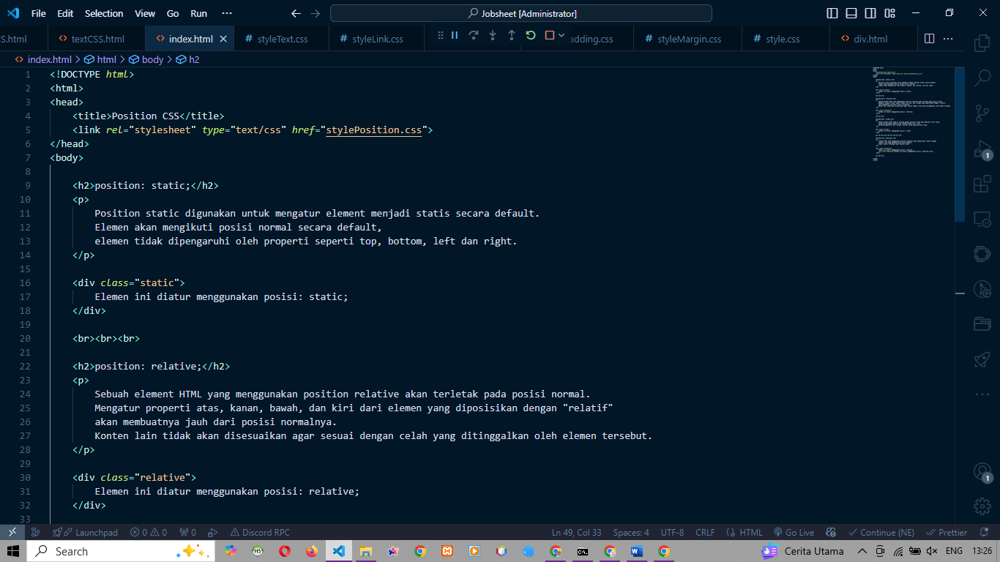 File Edit Selection View Go Run ··· Jobsheet [Administrator]
S.html textCSS.html index.html styleText.css styleLink.css adding.css styleMargin.css style.css div.html
index.html > html > body > h2
1 <!DOCTYPE html>
2 <html>
3 <head>
4 <title>Position CSS</title>
5 <link rel="stylesheet" type="text/css" href="stylePosition.css">
6 </head>
7 <body>
8
9 <h2>position: static;</h2>
10 <p>
11 Position static digunakan untuk mengatur element menjadi statis secara default.
12 Elemen akan mengikuti posisi normal secara default,
13 elemen tidak dipengaruhi oleh properti seperti top, bottom, left dan right.
14 </p>
15
16 <div class="static">
17 Elemen ini diatur menggunakan posisi: static;
18 </div>
19
20 <br><br><br>
21
22 <h2>position: relative;</h2>
23 <p>
24 Sebuah element HTML yang menggunakan position relative akan terletak pada posisi normal.
25 Mengatur properti atas, kanan, bawah, dan kiri dari elemen yang diposisikan dengan "relatif"
26 akan membuatnya jauh dari posisi normalnya.
27 Konten lain tidak akan disesuaikan agar sesuai dengan celah yang ditinggalkan oleh elemen tersebut.
28 </p>
29
30 <div class="relative">
31 Elemen ini diatur menggunakan posisi: relative;
32 </div>
33
1
1
Launchpad 0 0 0 Discord RPC Ln 49, Col 33 Spaces: 4 UTF-8 CRLF HTML Go Live Continue (NE) Prettier
Search Cerita Utama ENG 13:26